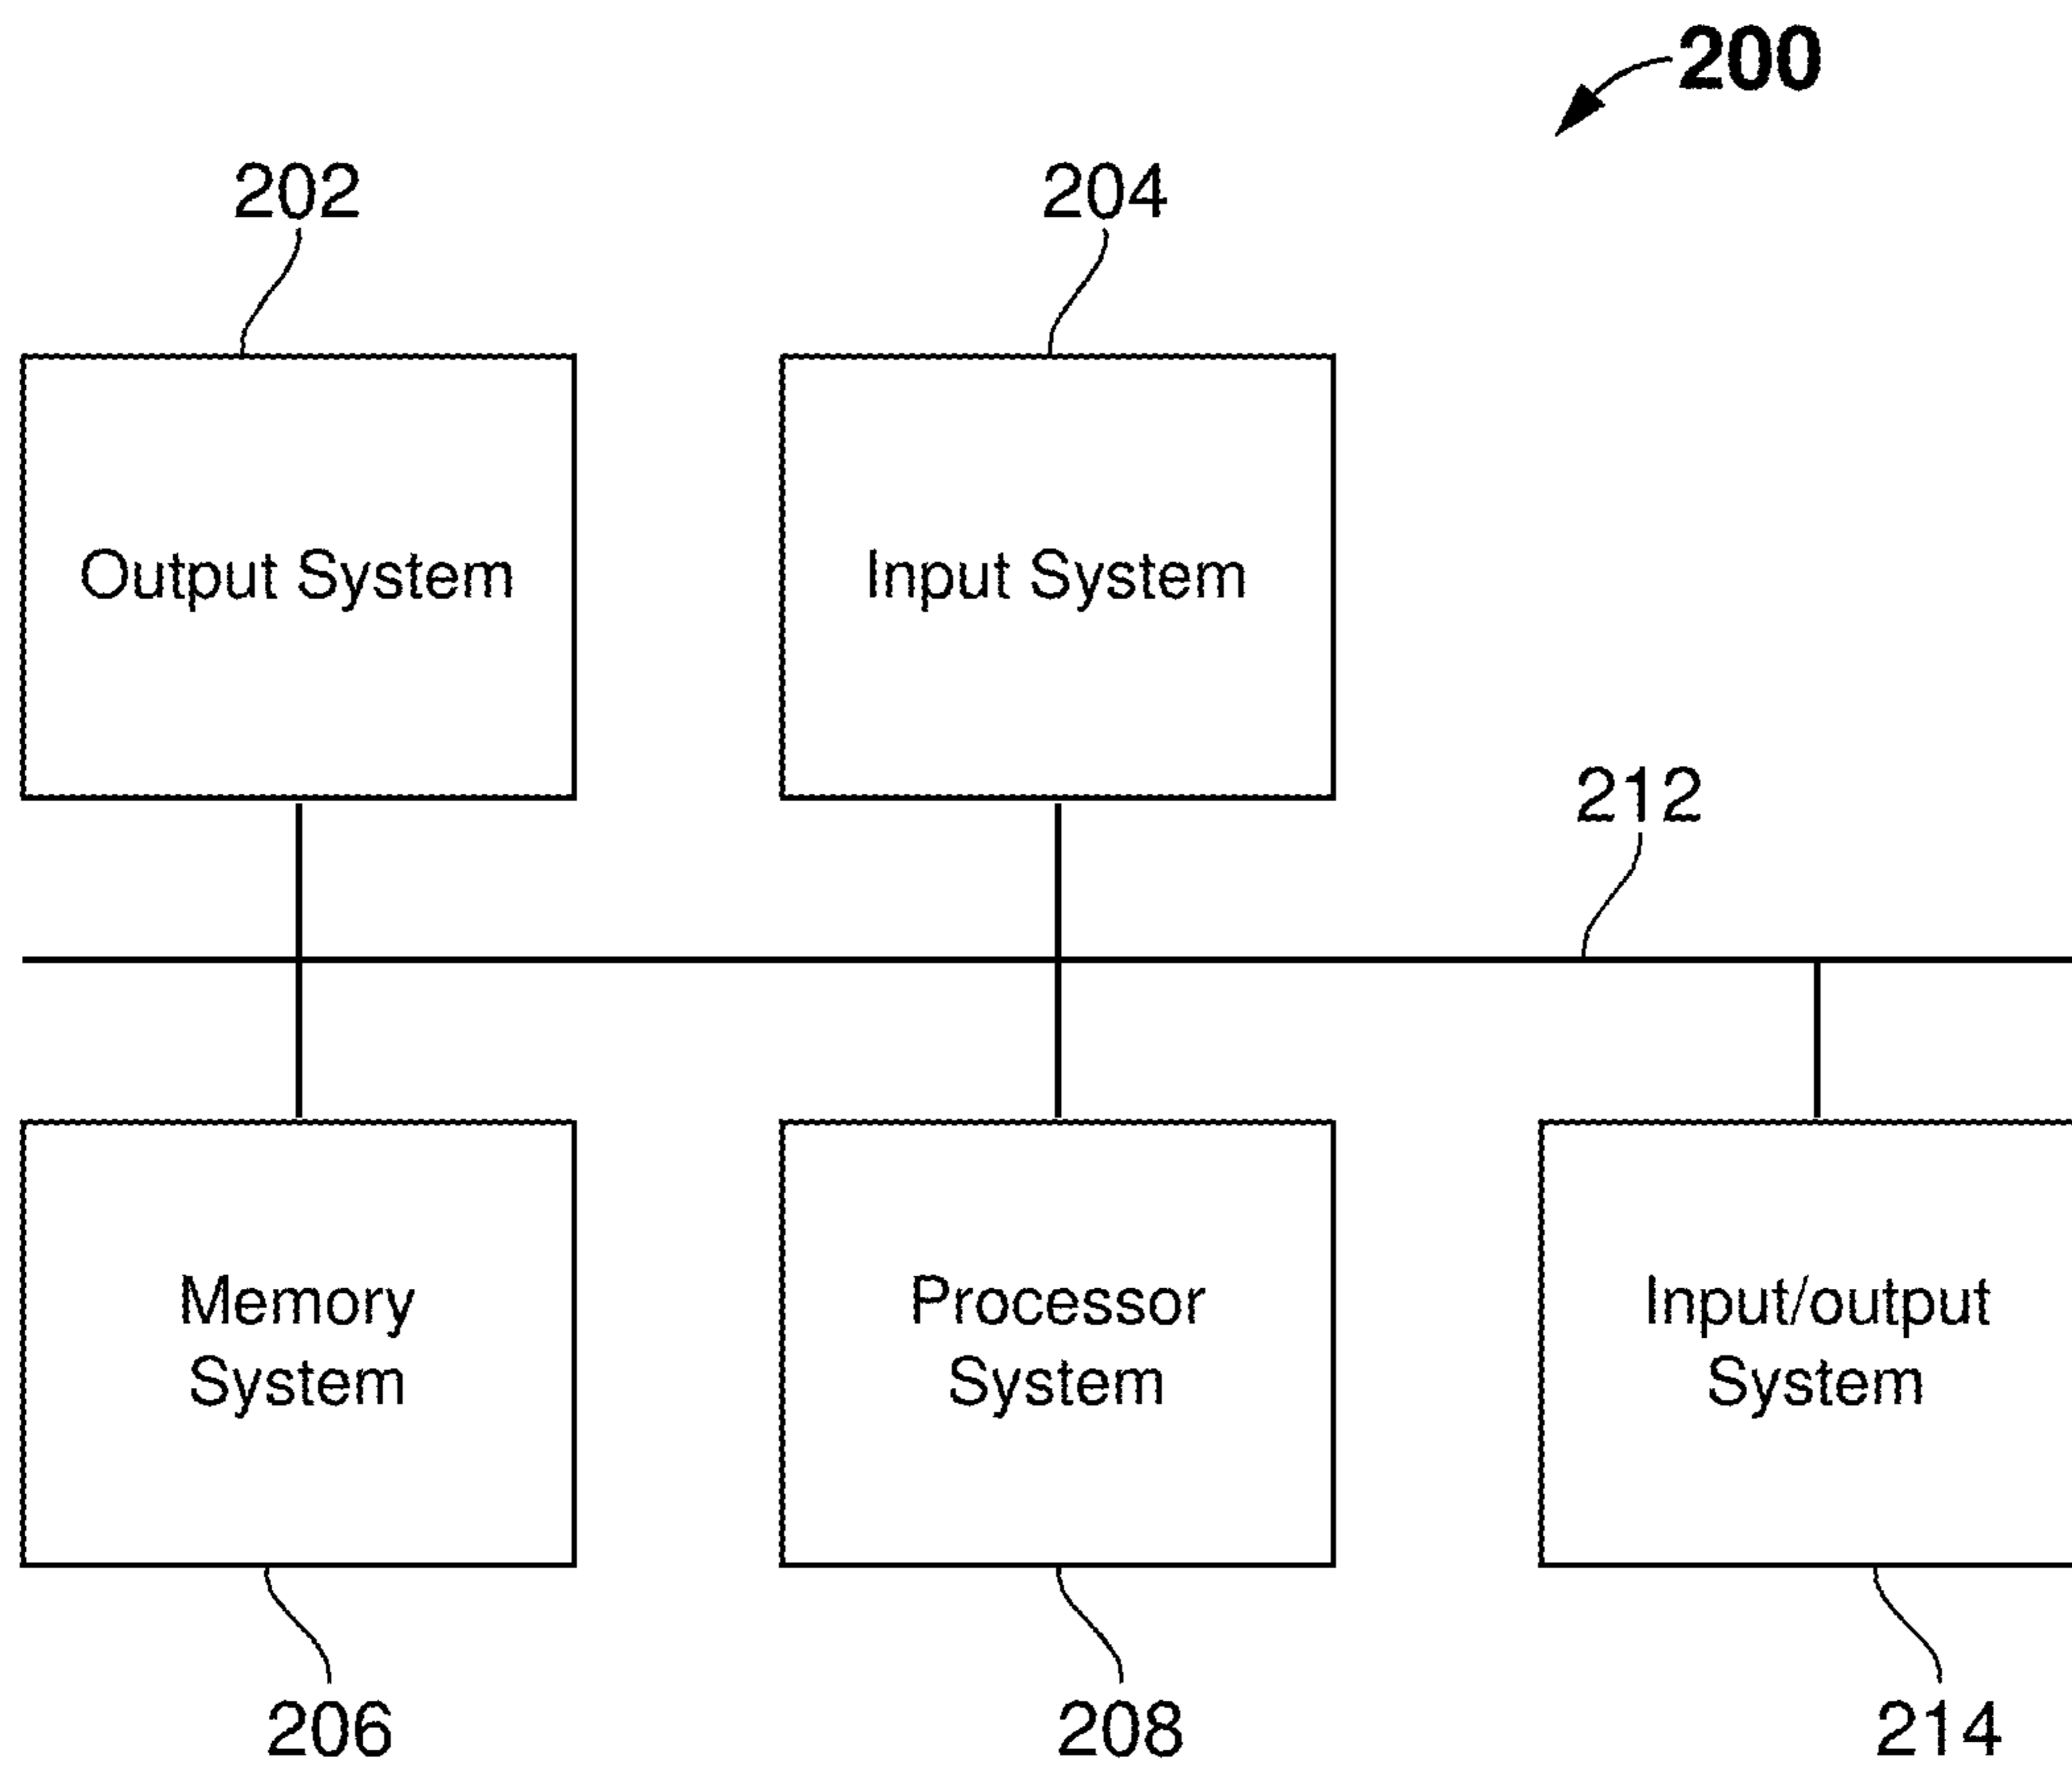 200
202
204
Output System
Input System
212
Memory
System
Processor
System
Input/output
System
206
208
214